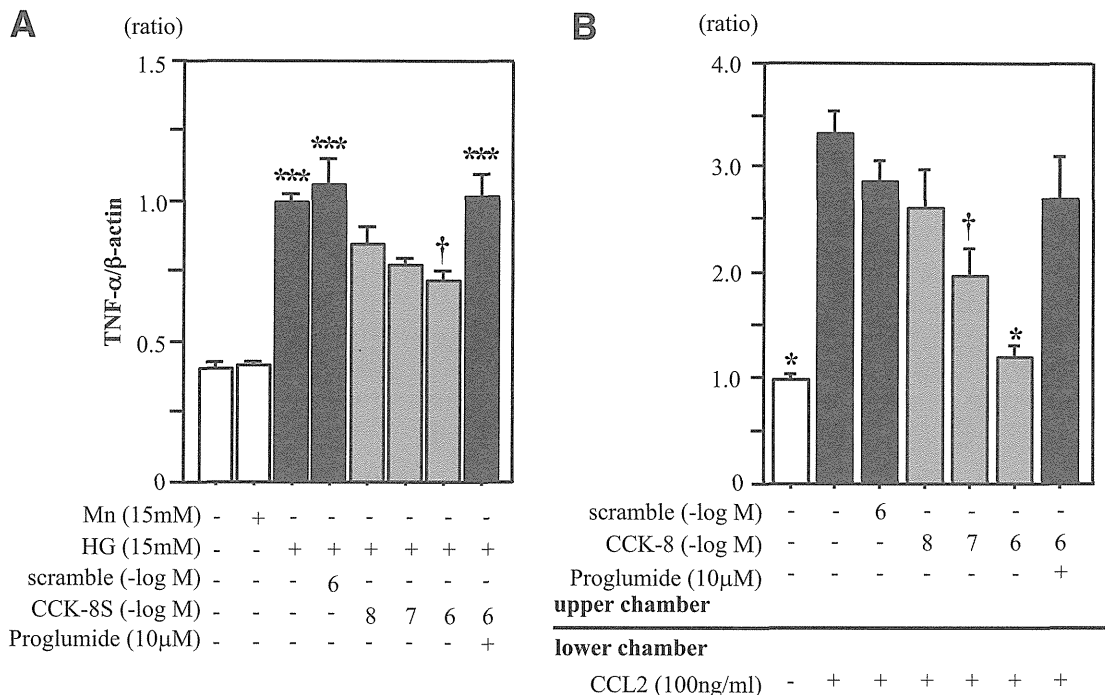 A
(ratio)
1.5
1.0
0.5
0
TNF-α/β-actin
***
***
†
***
Mn (15mM) - + - - - - - -
HG (15mM) - - + + + + + +
scramble (-log M) - - - 6 - - - -
CCK-8S (-log M) - - - - 8 7 6 6
Proglumide (10μM) - - - - - - - +
B
(ratio)
4.0
3.0
2.0
1.0
0
*
†
*
scramble (-log M) - - 6 - - - -
CCK-8 (-log M) - - - 8 7 6 6
Proglumide (10μM) - - - - - - +
upper chamber
lower chamber
CCL2 (100ng/ml) - + + + + + +